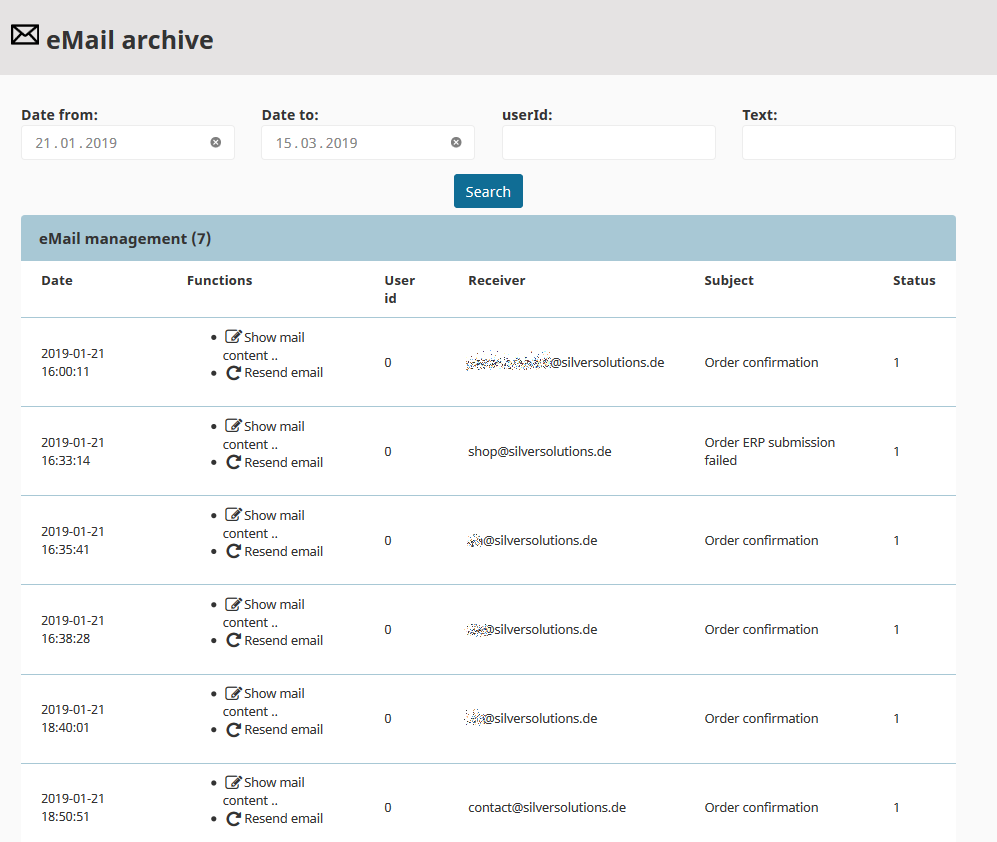 eMail archive
Date from: Date to: userId: Text:
21.01.2019 15.03.2019
Search
eMail management (7)
Date Functions User id Receiver Subject Status
2019-01-21 16:00:11
Show mail content ..
Resend email
0 @silversolutions.de Order confirmation 1
2019-01-21 16:33:14
Show mail content ..
Resend email
0 shop@silversolutions.de Order ERP submission failed 1
2019-01-21 16:35:41
Show mail content ..
Resend email
0 @silversolutions.de Order confirmation 1
2019-01-21 16:38:28
Show mail content ..
Resend email
0 @silversolutions.de Order confirmation 1
2019-01-21 18:40:01
Show mail content ..
Resend email
0 @silversolutions.de Order confirmation 1
2019-01-21 18:50:51
Show mail content ..
Resend email
0 contact@silversolutions.de Order confirmation 1